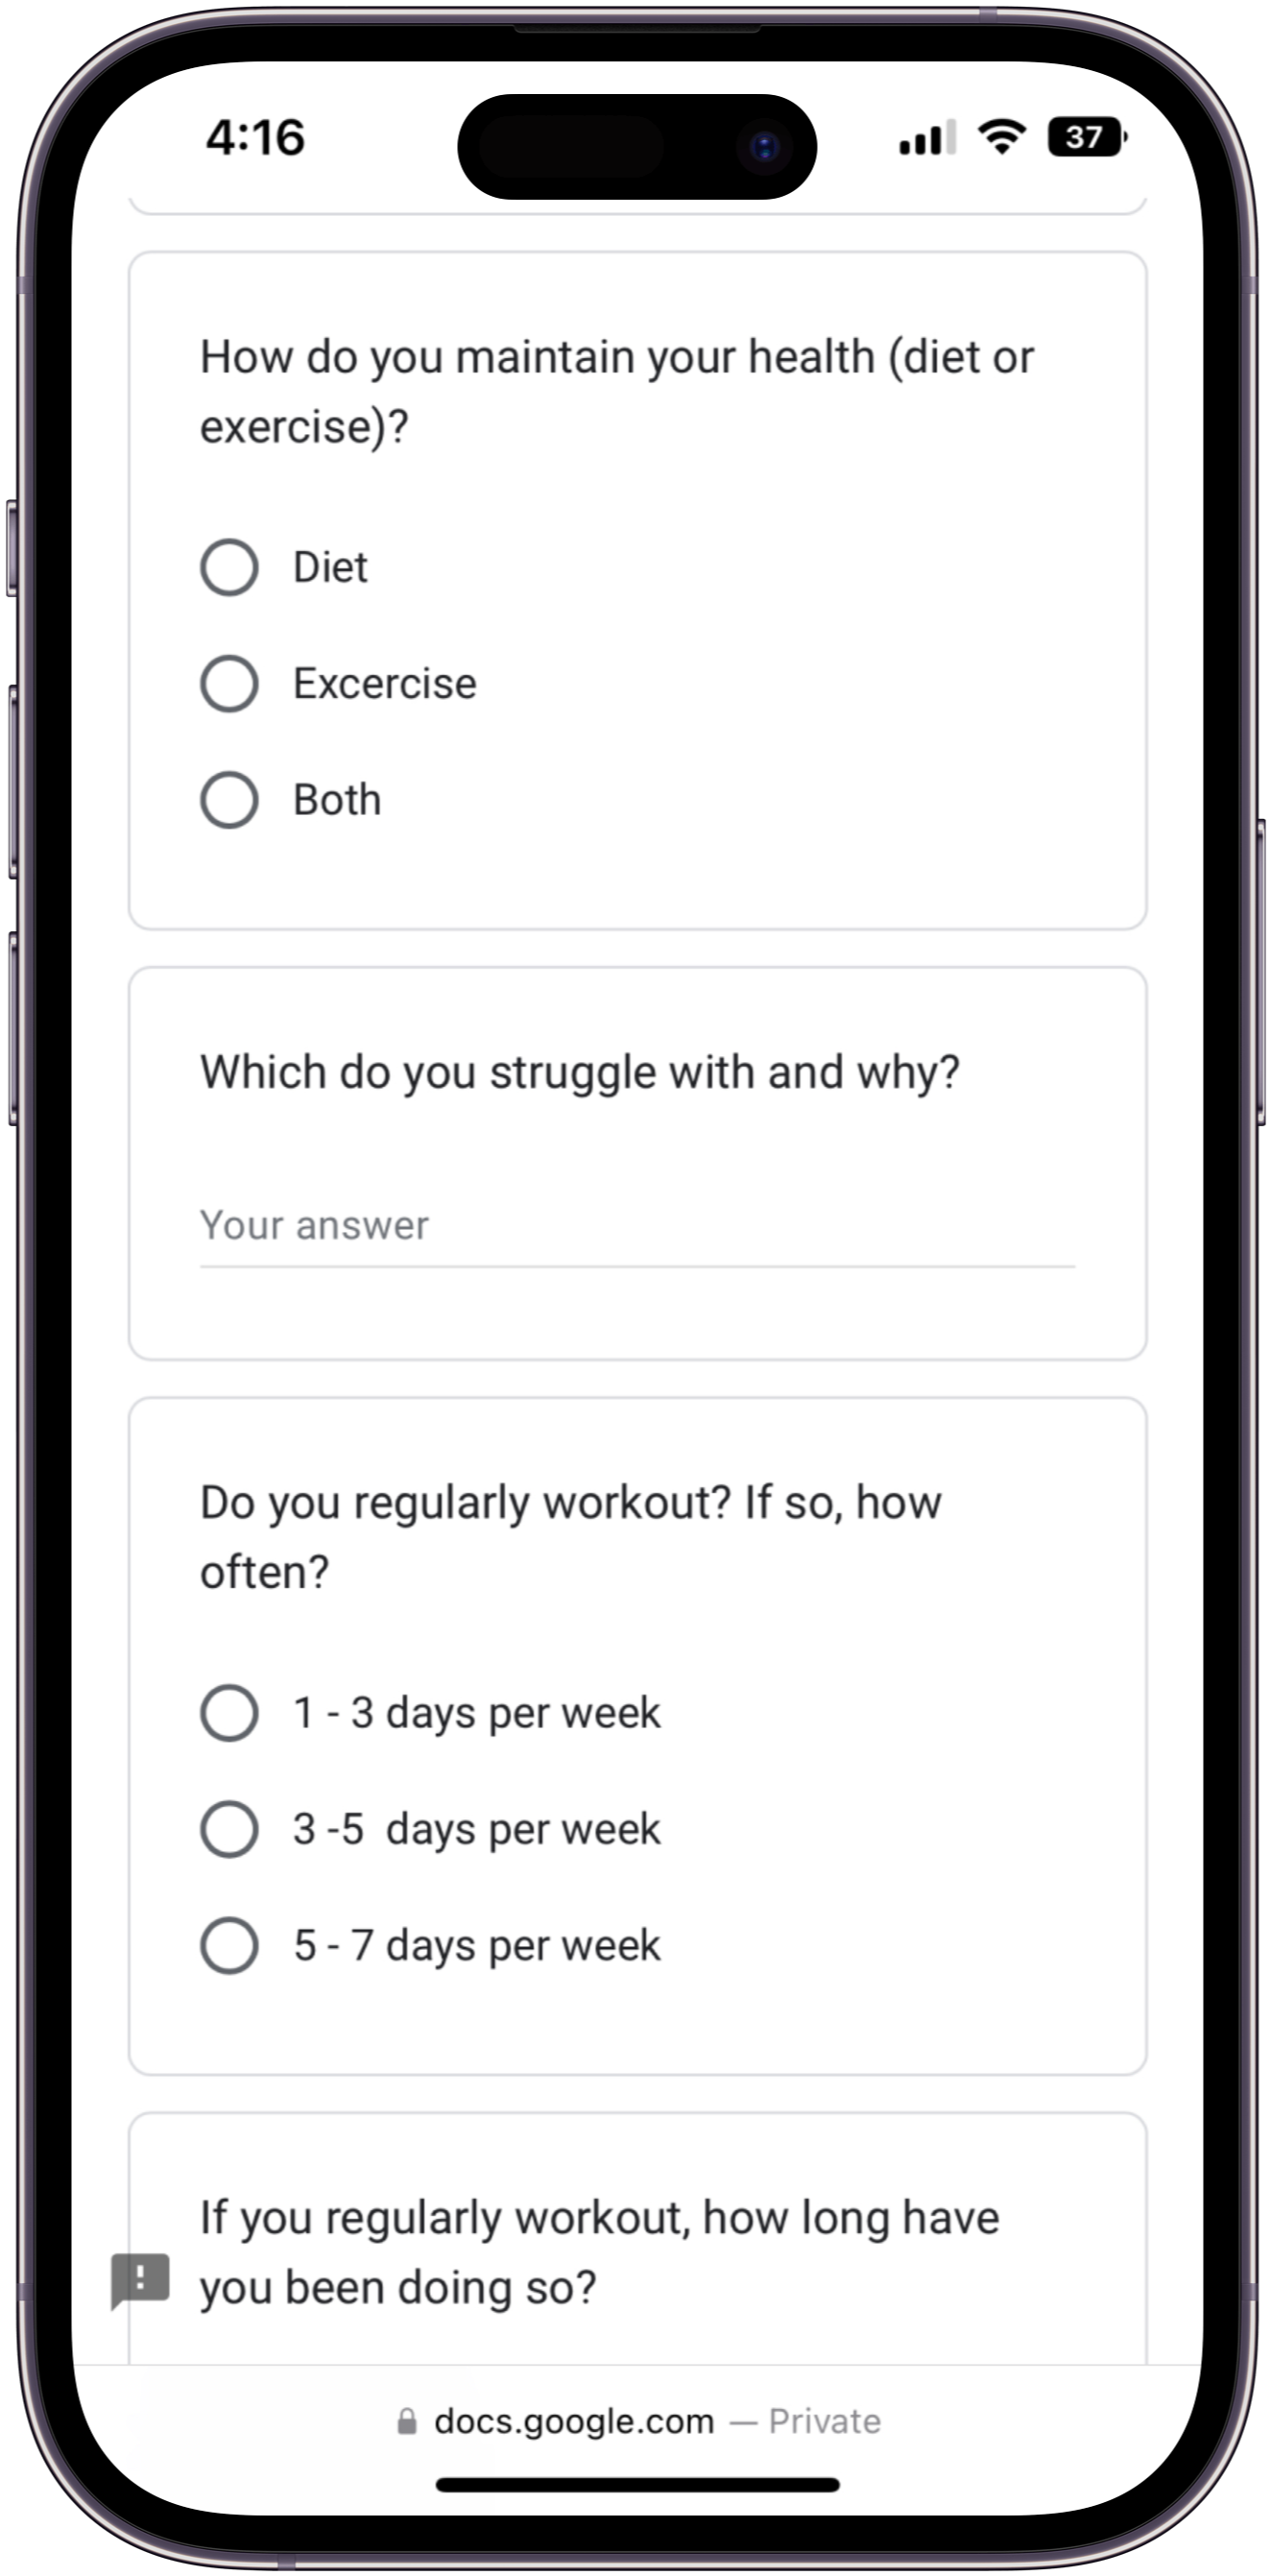 4:16
37
How do you maintain your health (diet or
exercise)?
Diet
Excercise
Both
Which do you struggle with and why?
Your answer
Do you regularly workout? If so, how
often?
1 - 3 days per week
3 -5  days per week
5 - 7 days per week
If you regularly workout, how long have
you been doing so?
docs.google.com — Private